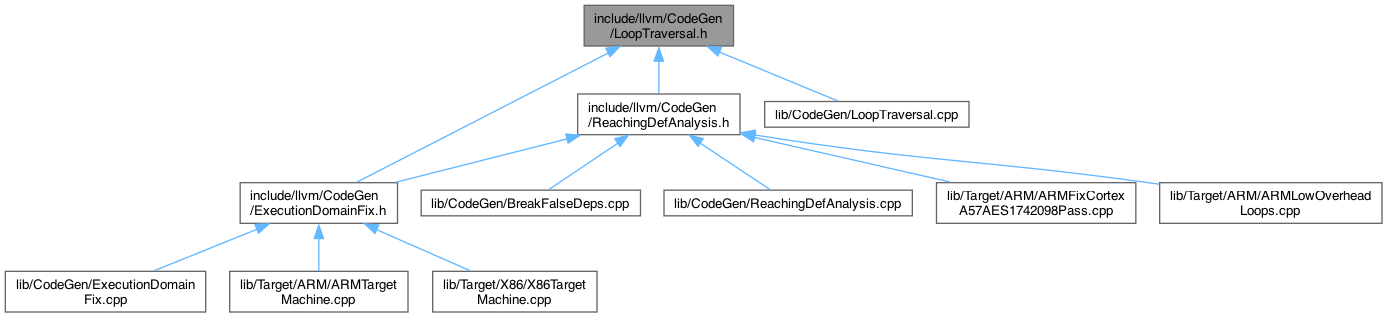 include/llvm/CodeGen
/LoopTraversal.h
include/llvm/CodeGen
/ReachingDefAnalysis.h
lib/CodeGen/LoopTraversal.cpp
include/llvm/CodeGen
/ExecutionDomainFix.h
lib/CodeGen/BreakFalseDeps.cpp
lib/CodeGen/ReachingDefAnalysis.cpp
lib/Target/ARM/ARMFixCortex
A57AES1742098Pass.cpp
lib/Target/ARM/ARMLowOverhead
Loops.cpp
lib/CodeGen/ExecutionDomain
Fix.cpp
lib/Target/ARM/ARMTarget
Machine.cpp
lib/Target/X86/X86Target
Machine.cpp